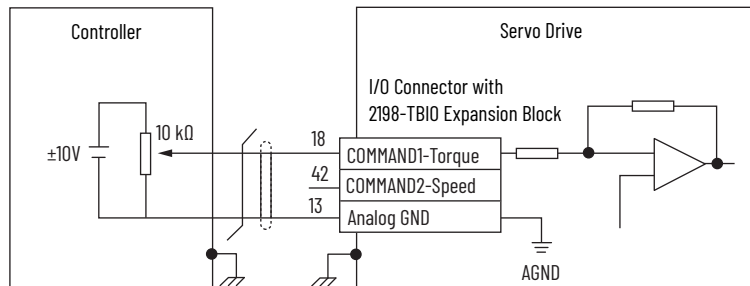 Controller
Servo Drive
I/O Connector with
2198-TBIO Expansion Block
10 kΩ
±10V
18
COMMAND1-Torque
42
COMMAND2-Speed
13
Analog GND
AGND